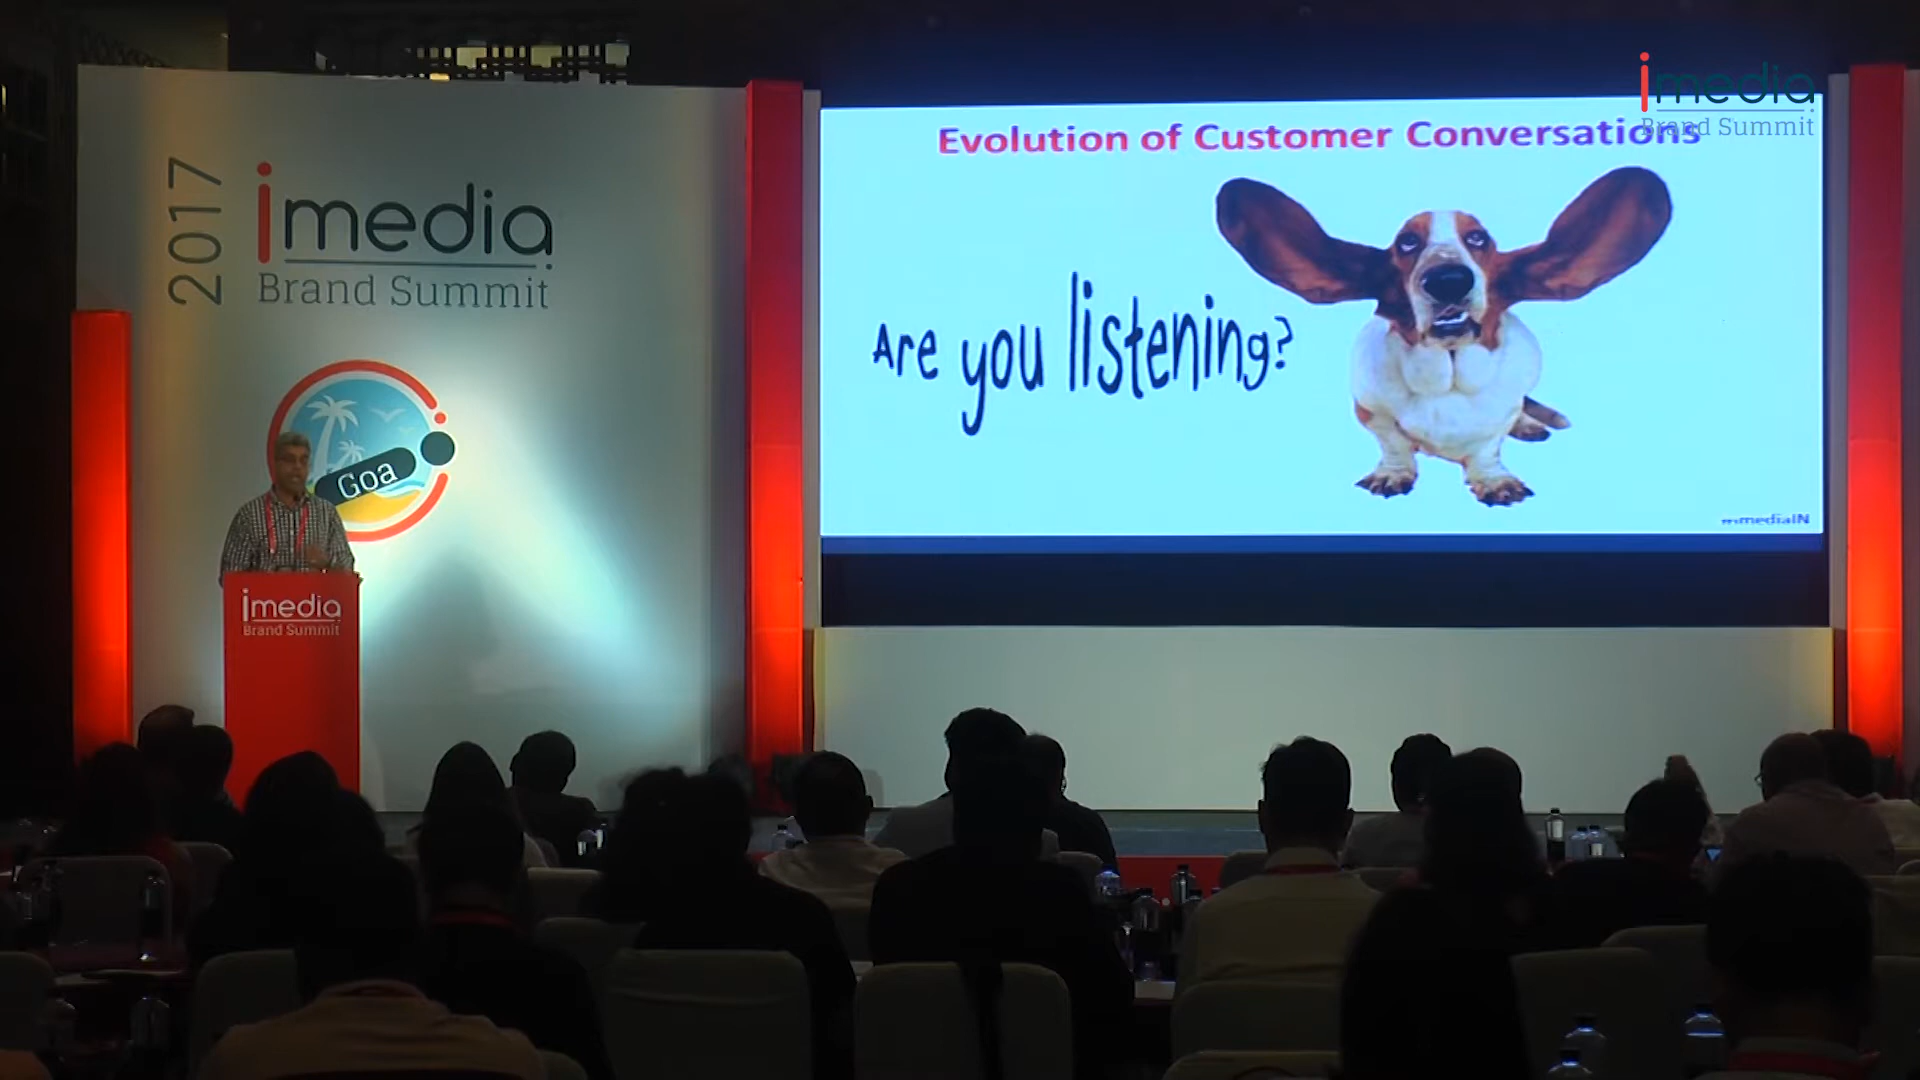 2017
imedia
Brand Summit
Goa
imedia
Brand Summit
imedia
Brand Summit
Evolution of Customer Conversations
Are you listening?